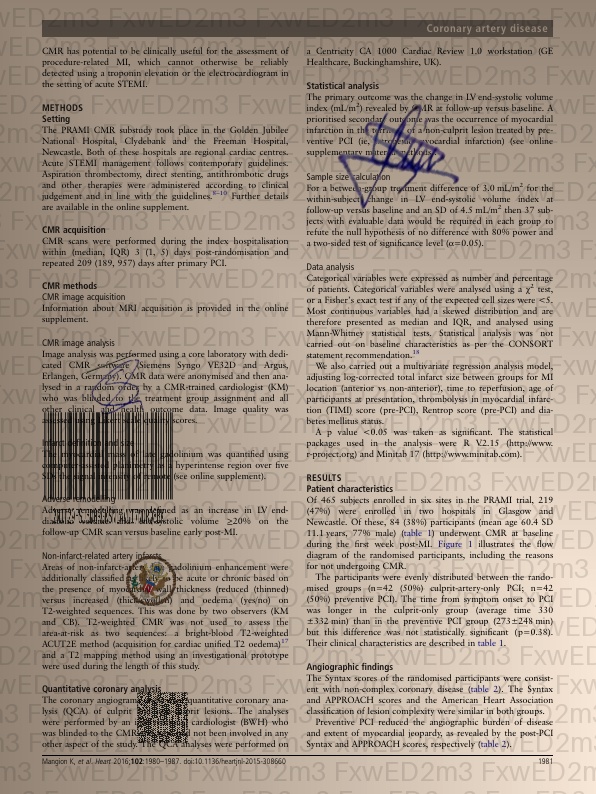 Coronary artery disease
CMR has potential to be clinically useful for the assessment of
procedure-related MI, which cannot otherwise be reliably
detected using a troponin elevation or the electrocardiogram in
the setting of acute STEMI.
METHODS
Setting
The PRAMI CMR substudy took place in the Golden Jubilee
National Hospital, Clydebank and the Freeman Hospital,
Newcastle. Both of these hospitals are regional cardiac centres.
Acute STEMI management follows contemporary guidelines.
Aspiration thrombectomy, direct stenting, antithrombotic drugs
and other therapies were administered according to clinical
judgement and in line with the guidelines.8–10 Further details
are available in the online supplement.
CMR acquisition
CMR scans were performed during the index hospitalisation
within (median, IQR) 3 (1, 5) days post-randomisation and
repeated 209 (189, 957) days after primary PCI.
CMR methods
CMR image acquisition
Information about MRI acquisition is provided in the online
supplement.
CMR image analysis
Image analysis was performed using a core laboratory with dedi-
cated CMR software (Siemens Syngo VE32D and Argus,
Erlangen, Germany). CMR data were anonymised and then ana-
lysed in a random order by a CMR-trained cardiologist (KM)
who was blinded to the treatment group assignment and all
other clinical and health outcome data. Image quality was
assessed using Likert scale quality scores.
Infarct definition and size
The myocardial mass of late gadolinium was quantified using
computer-assisted planimetry as hyperintense region over five
SDs the signal intensity of remote (see online supplement).
Adverse remodelling
Adverse remodelling was defined as an increase in LV end-
diastolic volume and end-systolic volume ≥20% on the
follow-up CMR scan versus baseline early post-MI.
Non-infarct-related artery infarcts
Areas of non-infarct-artery gadolinium enhancement were
additionally classified to be acute or chronic based on
the presence of myocardial wall thickness (reduced (thinned)
versus increased (thick/swollen) and oedema (yes/no) on
T2-weighted sequences. This was done by two observers (KM
and CB). T2-weighted CMR was not used to assess the
area-at-risk as two sequences: a bright-blood T2-weighted
ACUT2E method (acquisition for cardiac unified T2 oedema)17
and a T2 mapping method using an investigational prototype
were used during the length of this study.
Quantitative coronary analysis
The coronary angiogram quantitative coronary ana-
lysis (QCA) of culprit lesions. The analyses
were performed by an cardiologist (BWH) who
was blinded to the CMR not been involved in any
other aspect of the study. The QCA analyses were performed on
a Centricity CA 1000 Cardiac Review 1.0 workstation (GE
Healthcare, Buckinghamshire, UK).
Statistical analysis
The primary outcome was the change in LV end-systolic volume
index (mL/m2) revealed by CMR at follow-up versus baseline. A
prioritised secondary outcome was the occurrence of myocardial
infarction in the territory of a non-culprit lesion treated by pre-
ventive PCI (ie, myocardial infarction) (see online
supplementary material methods).
Sample size calculation
For a between-group treatment difference of 3.0 mL/m2 for the
within-subject change in LV end-systolic volume index at
follow-up versus baseline and an SD of 4.5 mL/m2 then 37 sub-
jects with evaluable data would be required in each group to
refute the null hypothesis of no difference with 80% power and
a two-sided test of significance level (α=0.05).
Data analysis
Categorical variables were expressed as number and percentage
of patients. Categorical variables were analysed using a χ2 test,
or a Fisher's exact test if any of the expected cell sizes were <5.
Most continuous variables had a skewed distribution and are
therefore presented as median and IQR, and analysed using
Mann-Whitney statistical tests. Statistical analysis was not
carried out on baseline characteristics as per the CONSORT
statement recommendation.18
We also carried out a multivariate regression analysis model,
adjusting log-corrected total infarct size between groups for MI
location (anterior vs non-anterior), time to reperfusion, age of
participants at presentation, thrombolysis in myocardial infarc-
tion (TIMI) score (pre-PCI), Rentrop score (pre-PCI) and dia-
betes mellitus status.
A p value <0.05 was taken as significant. The statistical
packages used in the analysis were R V.2.15 (http://www.
r-project.org) and Minitab 17 (http://www.minitab.com).
RESULTS
Patient characteristics
Of 465 subjects enrolled in six sites in the PRAMI trial, 219
(47%) were enrolled in two hospitals in Glasgow and
Newcastle. Of these, 84 (38%) participants (mean age 60.4 SD
11.1 years, 77% male) (table 1) underwent CMR at baseline
during the first week post-MI. Figure 1 illustrates the flow
diagram of the randomised participants, including the reasons
for not undergoing CMR.
The participants were evenly distributed between the rando-
mised groups (n=42 (50%) culprit-artery-only PCI; n=42
(50%) preventive PCI). The time from symptom onset to PCI
was longer in the culprit-only group (average time 330
±332 min) than in the preventive PCI group (273±248 min)
but this difference was not statistically significant (p=0.38).
Their clinical characteristics are described in table 1.
Angiographic findings
The Syntax scores of the randomised participants were consist-
ent with non-complex coronary disease (table 2). The Syntax
and APPROACH scores and the American Heart Association
classification of lesion complexity were similar in both groups.
Preventive PCI reduced the angiographic burden of disease
and extent of myocardial jeopardy, as revealed by the post-PCI
Syntax and APPROACH scores, respectively (table 2).
Mangion K, et al. Heart 2016;102:1980–1987. doi:10.1136/heartjnl-2015-308660
1981
FxwED2m3